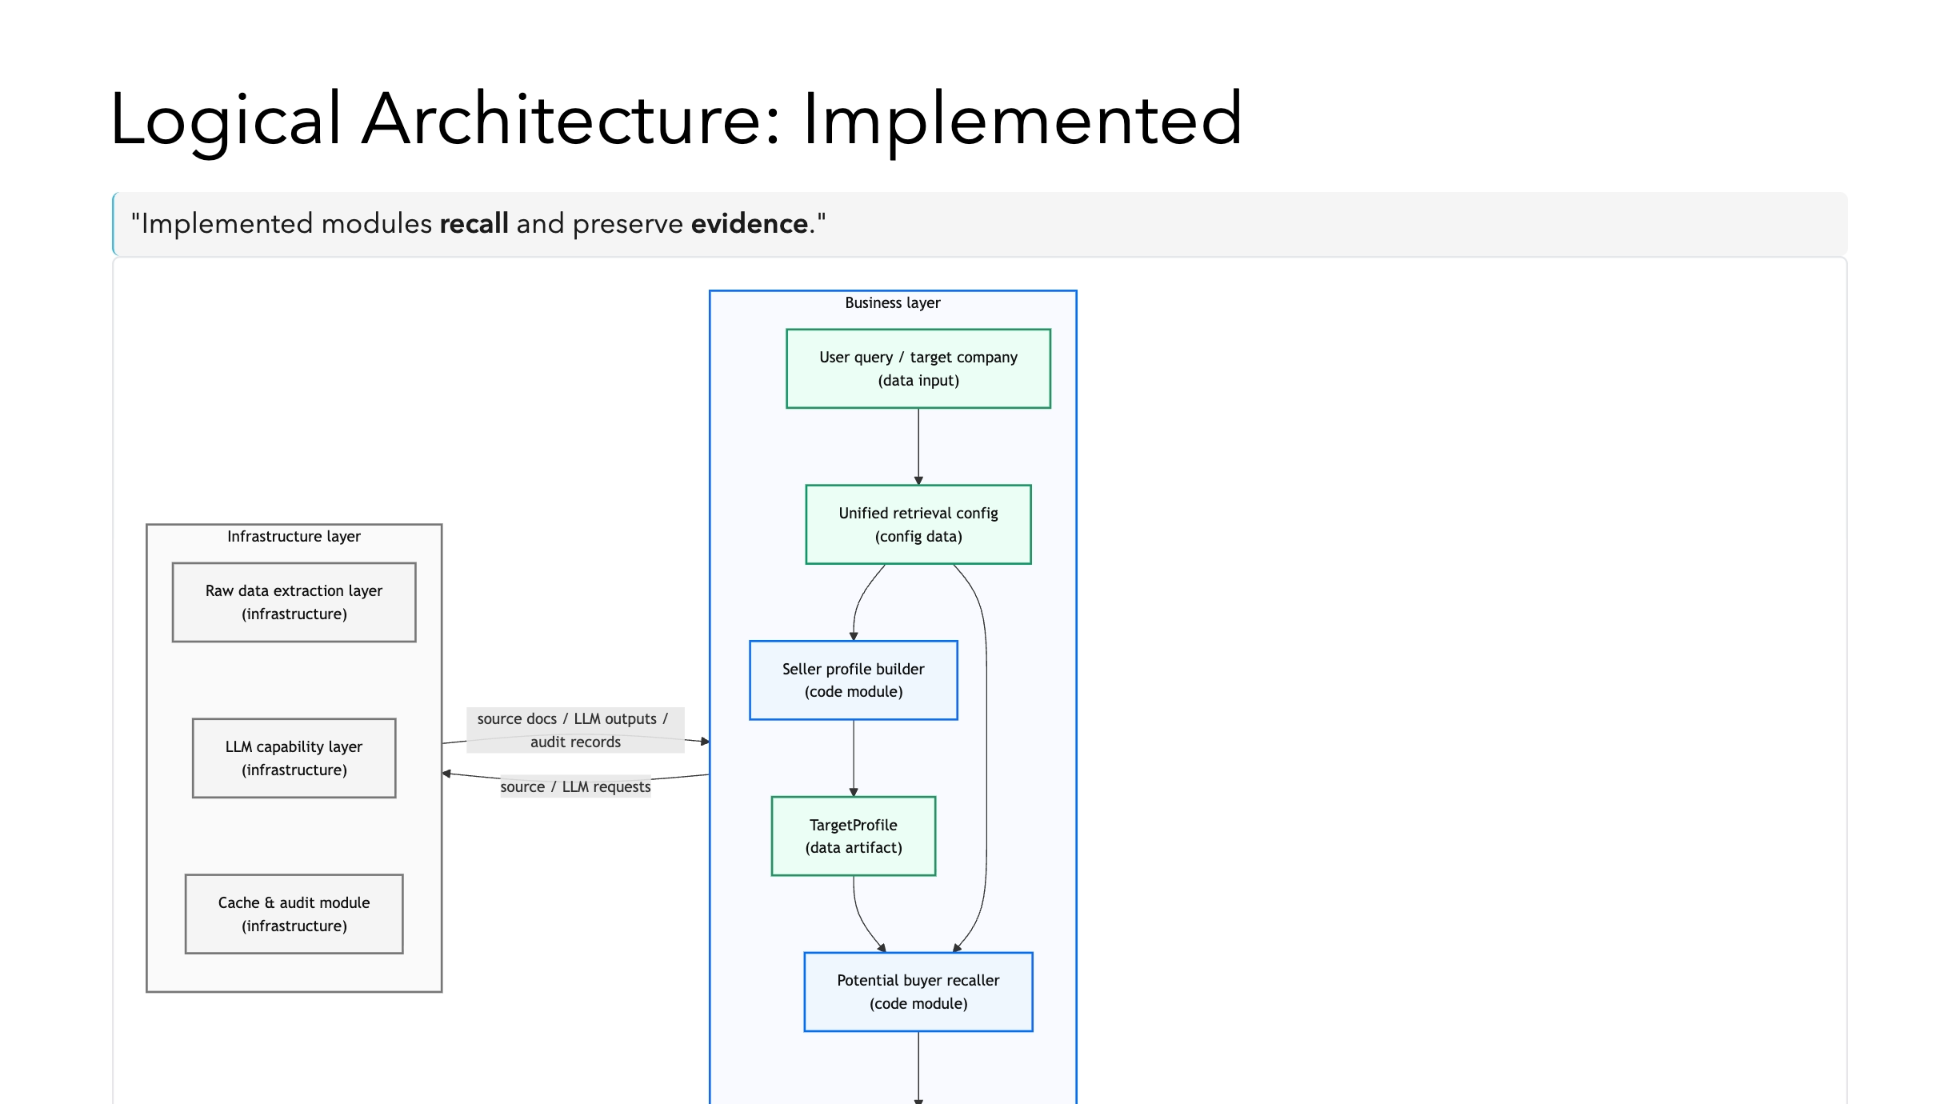 Logical Architecture: Implemented
"Implemented modules recall and preserve evidence."
Business layer
User query / target company
(data input)
Unified retrieval config
(config data)
Infrastructure layer
Raw data extraction layer
(infrastructure)
Seller profile builder
(code module)
source docs / LLM outputs /
audit records
LLM capability layer
(infrastructure)
source / LLM requests
TargetProfile
(data artifact)
Cache & audit module
(infrastructure)
Potential buyer recaller
(code module)